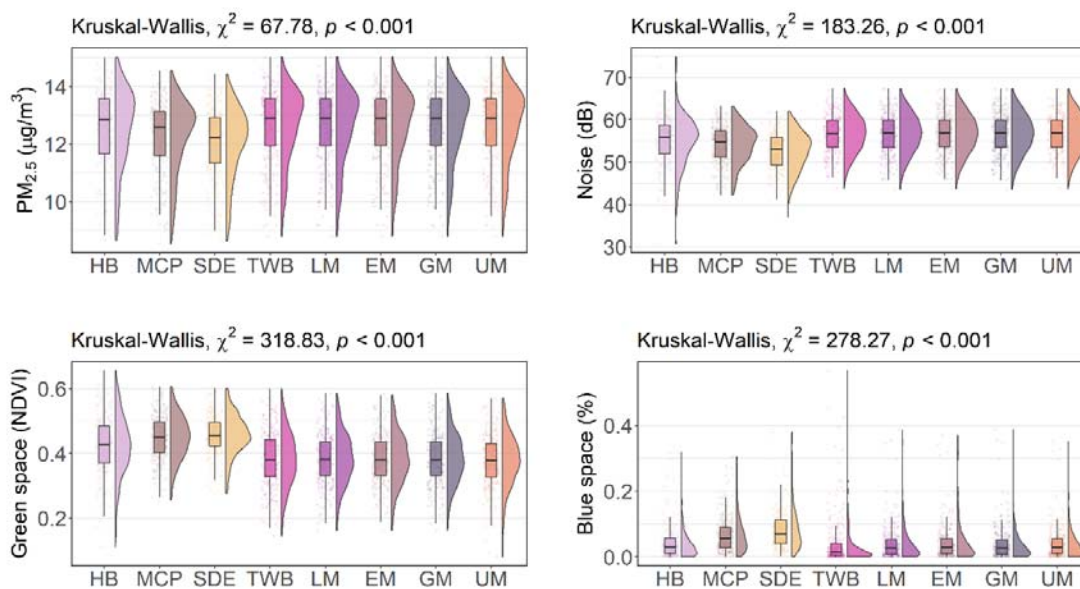 Kruskal-Wallis, χ² = 67.78, p < 0.001
PM₂.₅ (μg/m³)
14
12
10
HB MCP SDE TWB LM EM GM UM
Kruskal-Wallis, χ² = 183.26, p < 0.001
Noise (dB)
70
60
50
40
30
HB MCP SDE TWB LM EM GM UM
Kruskal-Wallis, χ² = 318.83, p < 0.001
Green space (NDVI)
0.6
0.4
0.2
HB MCP SDE TWB LM EM GM UM
Kruskal-Wallis, χ² = 278.27, p < 0.001
Blue space (%)
0.4
0.2
0.0
HB MCP SDE TWB LM EM GM UM